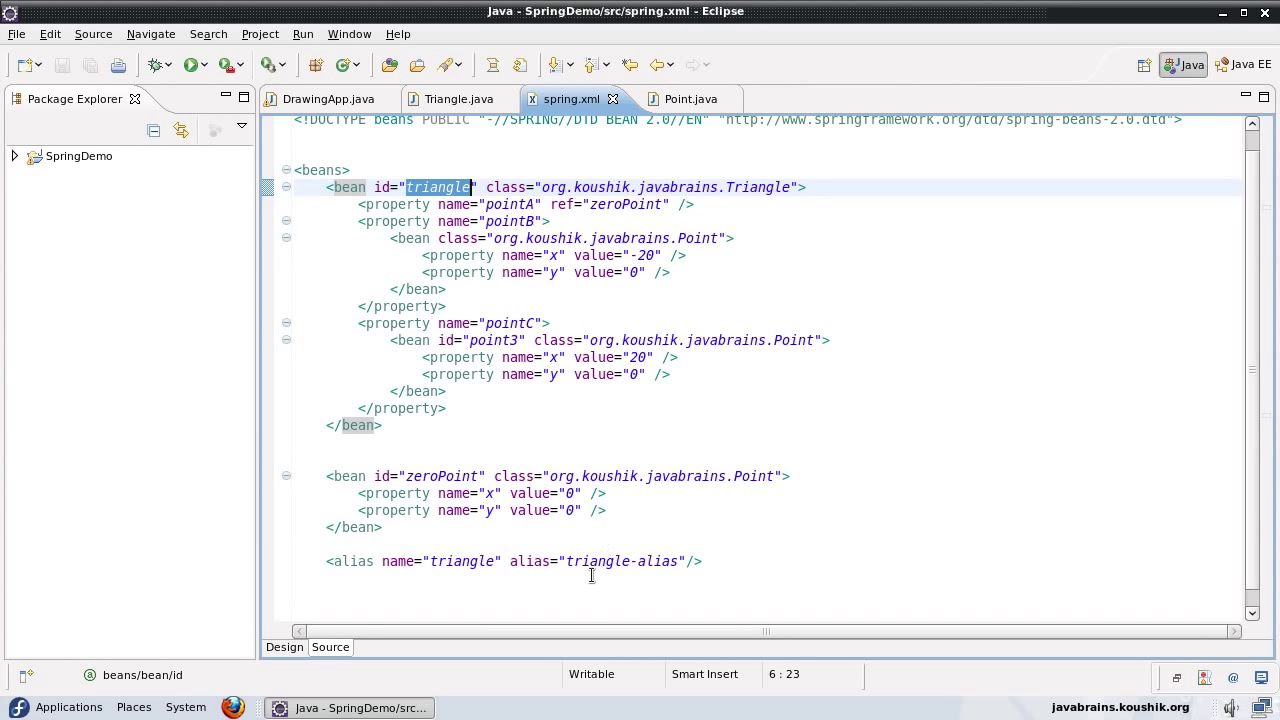 Java - SpringDemo/src/spring.xml - Eclipse
File Edit Source Navigate Search Project Run Window Help
Java Java EE
Package Explorer
DrawingApp.java Triangle.java spring.xml Point.java
SpringDemo
<!DOCTYPE beans PUBLIC "-//SPRING//DTD BEAN 2.0//EN" "http://www.springframework.org/dtd/spring-beans-2.0.dtd">
<beans>
<bean id="triangle" class="org.koushik.javabrains.Triangle">
<property name="pointA" ref="zeroPoint" />
<property name="pointB">
<bean class="org.koushik.javabrains.Point">
<property name="x" value="-20" />
<property name="y" value="0" />
</bean>
</property>
<property name="pointC">
<bean id="point3" class="org.koushik.javabrains.Point">
<property name="x" value="20" />
<property name="y" value="0" />
</bean>
</property>
</bean>
<bean id="zeroPoint" class="org.koushik.javabrains.Point">
<property name="x" value="0" />
<property name="y" value="0" />
</bean>
<alias name="triangle" alias="triangle-alias"/>
Design Source
beans/bean/id Writable Smart Insert 6 : 23
Applications Places System Java - SpringDemo/src... javabrains.koushik.org